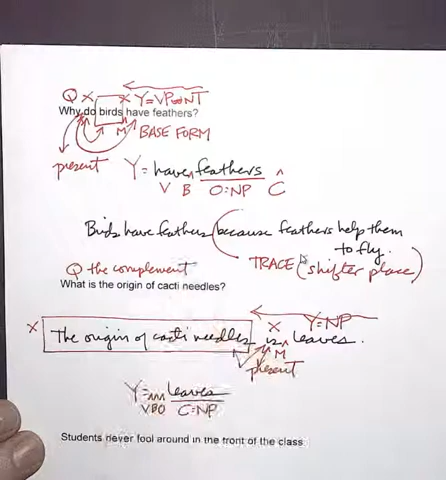 Q X X Y=VP∞NT
Why do birds have feathers?
M BASE FORM
present
Y= have feathers ^
V B O:NP C
Birds have feathers (because feathers help them
to fly.
TRACE (shifter place)
Q the complement
What is the origin of cacti needles?
X X Y=NP
The origin of cacti needles is leaves.
M
present
Y= leaves
VBO C=NP
Students never fool around in the front of the class